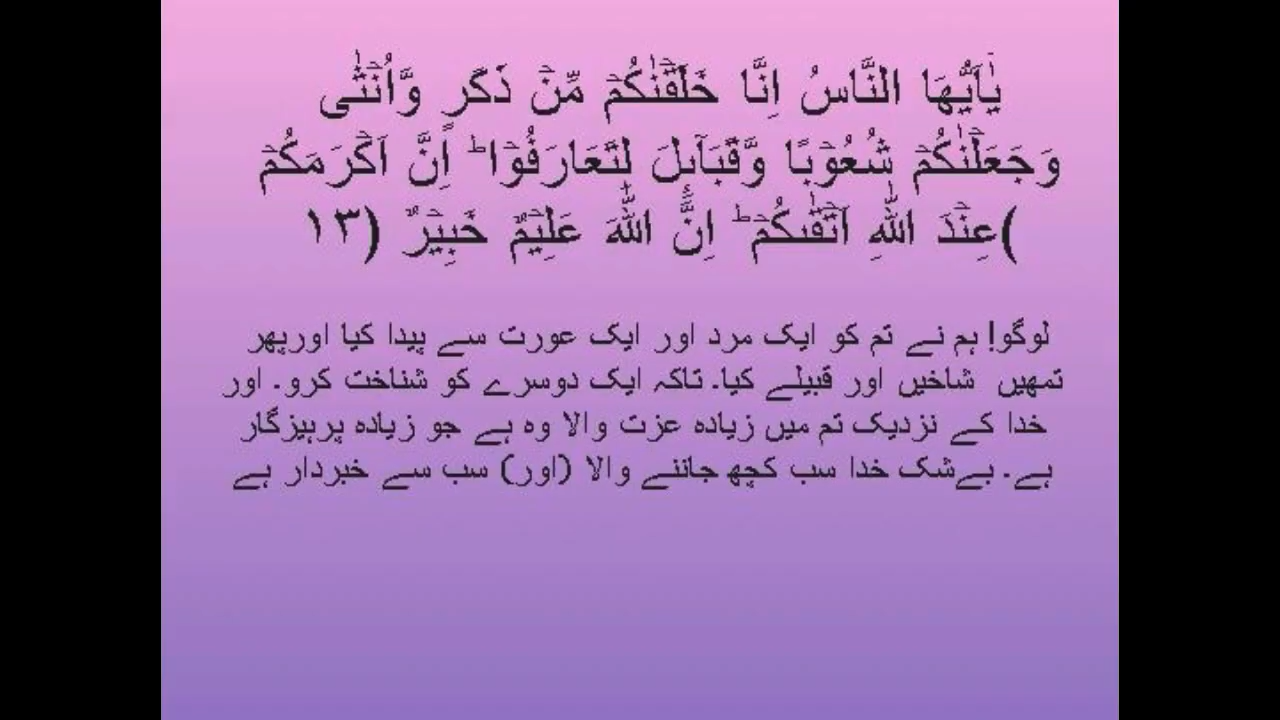 يٰۤاَيُّهَا النَّاسُ اِنَّا خَلَقۡنٰكُمۡ مِّنۡ ذَكَرٍ وَّاُنۡثٰى
وَجَعَلۡنٰكُمۡ شُعُوۡبًا وَّقَبَآٮِٕلَ لِتَعَارَفُوۡا‌ ؕ اِنَّ اَكۡرَمَكُمۡ
عِنۡدَ اللّٰهِ اَ تۡقٰٮكُمۡ‌ ؕ اِنَّ اللّٰهَ عَلِيۡمٌ خَبِيۡرٌ (۱۳)
لوگو! ہم نے تم کو ایک مرد اور ایک عورت سے پیدا کیا اورپھر
تمھیں شاخیں اور قبیلے کیا۔ تاکہ ایک دوسرے کو شناخت کرو۔ اور
خدا کے نزدیک تم میں زیادہ عزت والا وہ ہے جو زیادہ پرہیزگار
ہے۔ بےشک خدا سب کچھ جاننے والا (اور) سب سے خبردار ہے